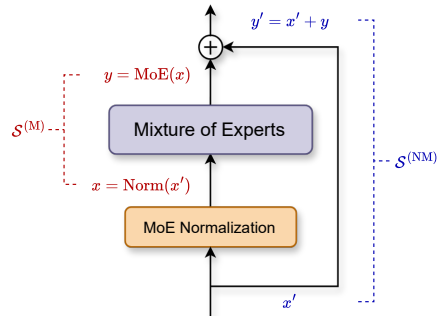 y′ = x′ + y
+
y = MoE(x)
𝒮^(M)
Mixture of Experts
𝒮^(NM)
x = Norm(x′)
MoE Normalization
x′